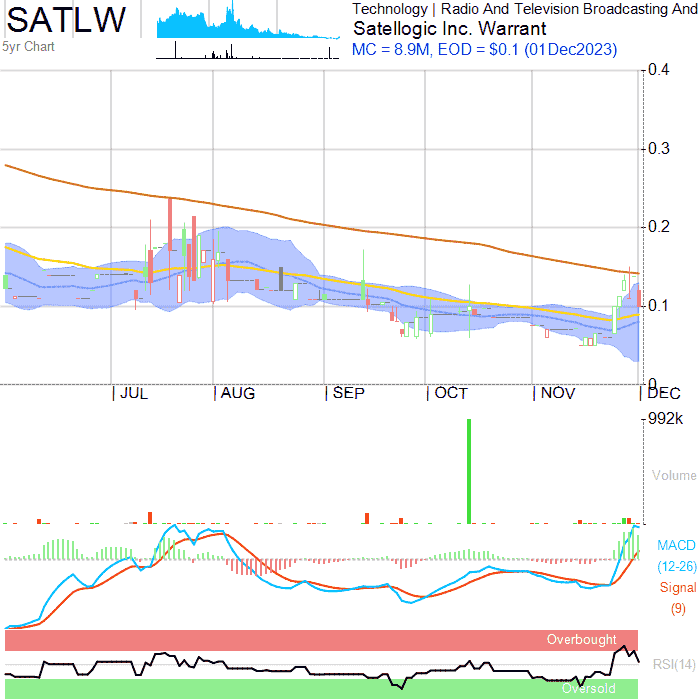 SATLW
5yr Chart
Technology | Radio And Television Broadcasting And
Satellogic Inc. Warrant
MC = 8.9M, EOD = $0.1 (01Dec2023)
0.4
0.3
0.2
0.1
0
| JUL | AUG | SEP | OCT | NOV | DEC
992k
Volume
MACD
(12-26)
Signal
(9)
Overbought
RSI(14)
Oversold